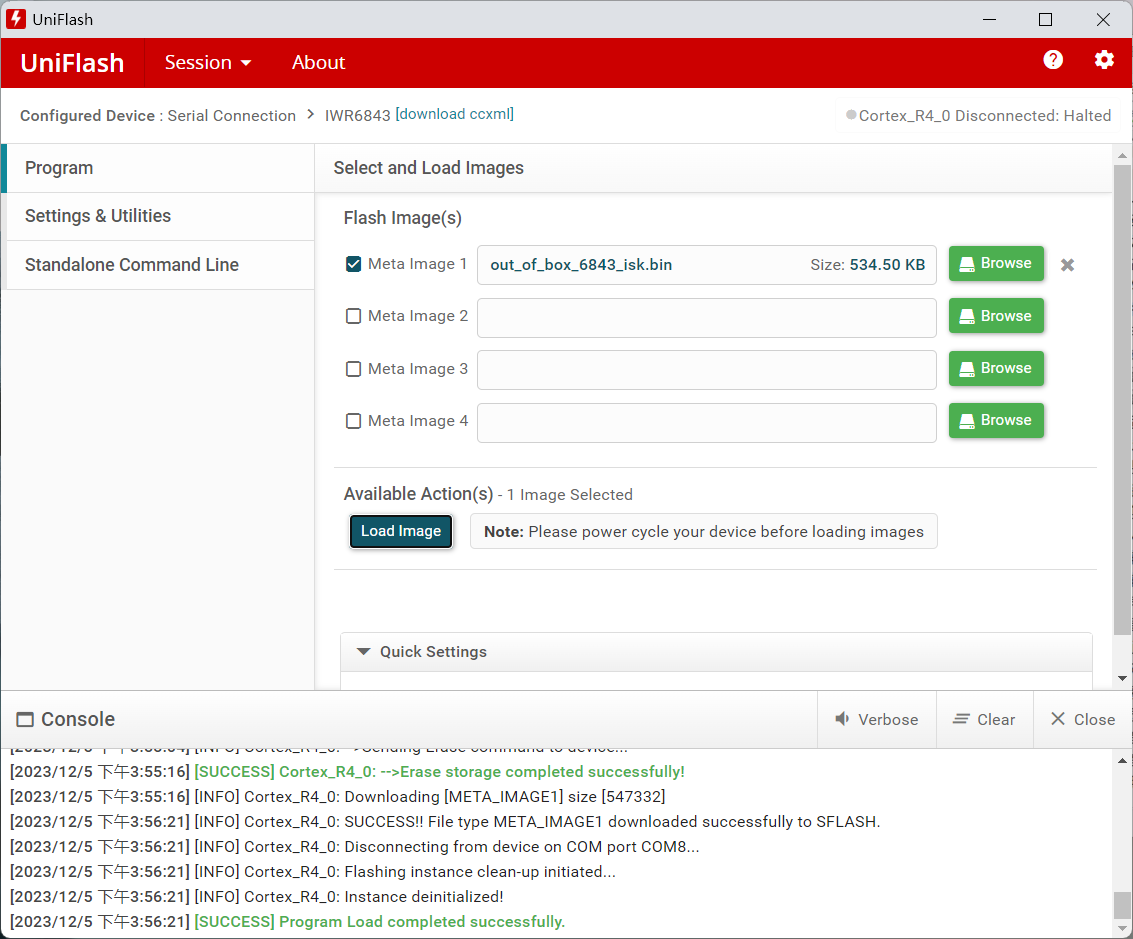 UniFlash
UniFlash Session About
Configured Device : Serial Connection > IWR6843 [download ccxml] Cortex_R4_0 Disconnected: Halted
Program
Settings & Utilities
Standalone Command Line
Select and Load Images
Flash Image(s)
Meta Image 1 out_of_box_6843_isk.bin Size: 534.50 KB Browse
Meta Image 2 Browse
Meta Image 3 Browse
Meta Image 4 Browse
Available Action(s) - 1 Image Selected
Load Image Note: Please power cycle your device before loading images
Quick Settings
Console Verbose Clear Close
[INFO] Cortex_R4_0: -->Sending Erase command to device...
[2023/12/5 下午3:55:16] [SUCCESS] Cortex_R4_0: -->Erase storage completed successfully!
[2023/12/5 下午3:55:16] [INFO] Cortex_R4_0: Downloading [META_IMAGE1] size [547332]
[2023/12/5 下午3:56:21] [INFO] Cortex_R4_0: SUCCESS!! File type META_IMAGE1 downloaded successfully to SFLASH.
[2023/12/5 下午3:56:21] [INFO] Cortex_R4_0: Disconnecting from device on COM port COM8...
[2023/12/5 下午3:56:21] [INFO] Cortex_R4_0: Flashing instance clean-up initiated...
[2023/12/5 下午3:56:21] [INFO] Cortex_R4_0: Instance deinitialized!
[2023/12/5 下午3:56:21] [SUCCESS] Program Load completed successfully.